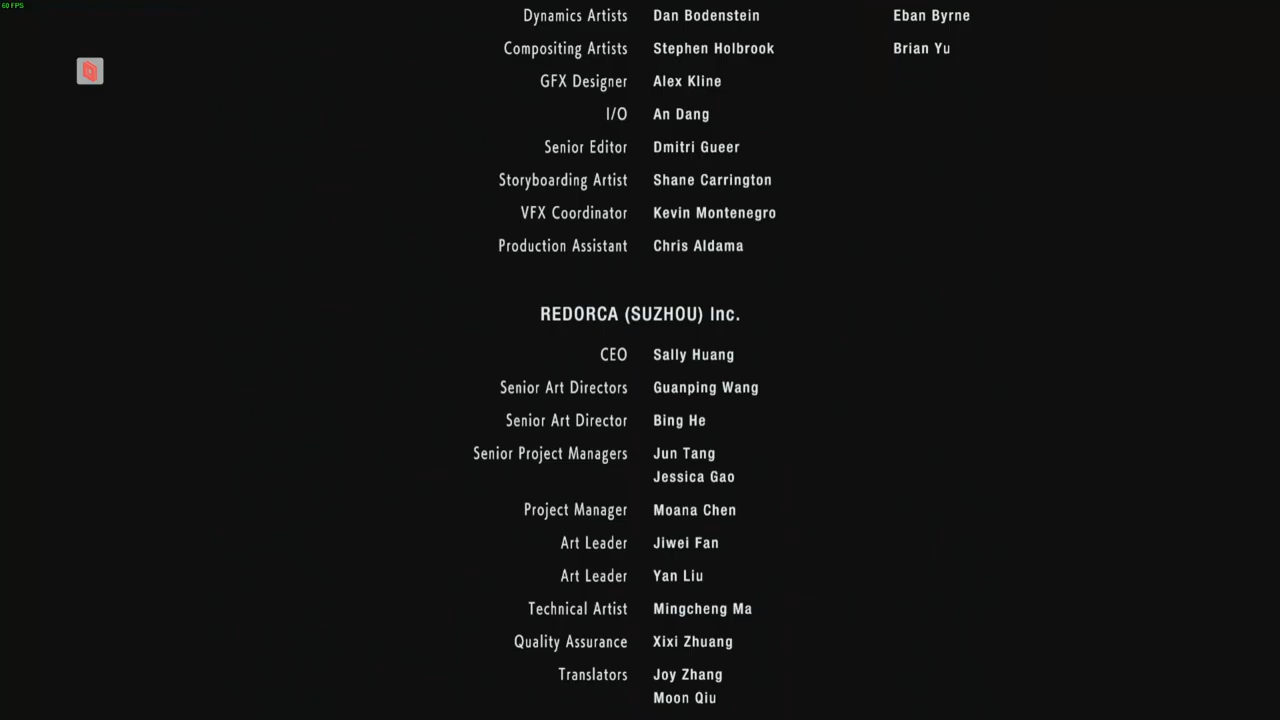 60 FPS
Dynamics Artists Dan Bodenstein Eban Byrne
Compositing Artists Stephen Holbrook Brian Yu
GFX Designer Alex Kline
I/O An Dang
Senior Editor Dmitri Gueer
Storyboarding Artist Shane Carrington
VFX Coordinator Kevin Montenegro
Production Assistant Chris Aldama
REDORCA (SUZHOU) Inc.
CEO Sally Huang
Senior Art Directors Guanping Wang
Senior Art Director Bing He
Senior Project Managers Jun Tang
Jessica Gao
Project Manager Moana Chen
Art Leader Jiwei Fan
Art Leader Yan Liu
Technical Artist Mingcheng Ma
Quality Assurance Xixi Zhuang
Translators Joy Zhang
Moon Qiu